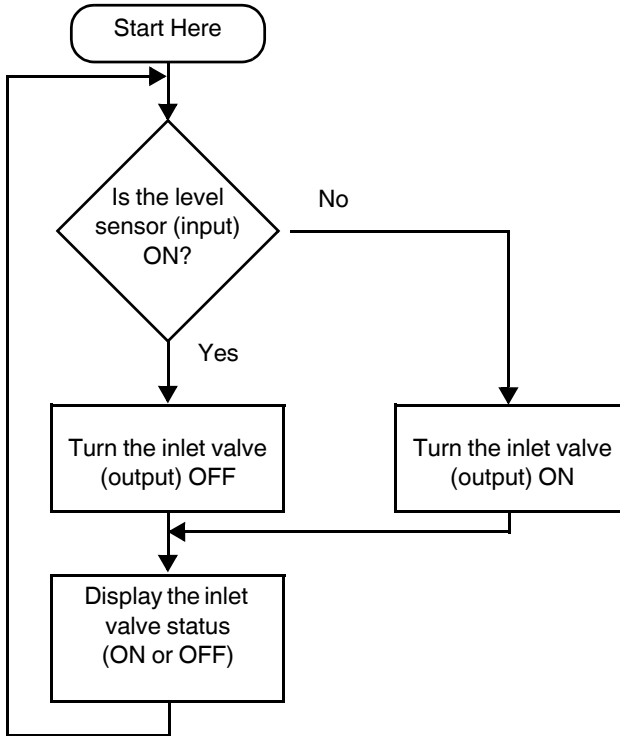 Start Here
Is the level
sensor (input)
ON?
No
Yes
Turn the inlet valve
(output) OFF
Turn the inlet valve
(output) ON
Display the inlet
valve status
(ON or OFF)